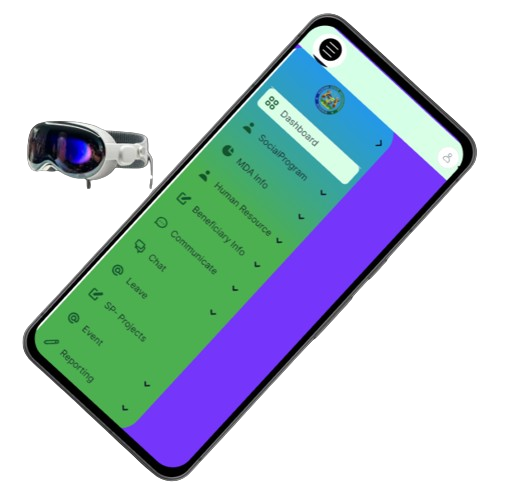 Dashboard
SocialProgram
MDA Info
Human Resource
Beneficiary Info
Communicate
Chat
Leave
SP- Projects
Event
Reporting